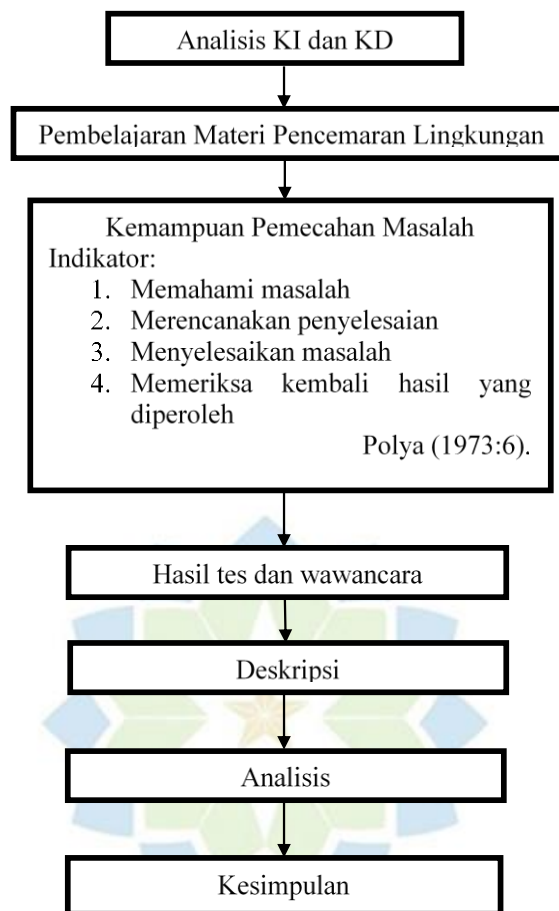 Analisis KI dan KD
Pembelajaran Materi Pencemaran Lingkungan
Kemampuan Pemecahan Masalah
Indikator:
1. Memahami masalah
2. Merencanakan penyelesaian
3. Menyelesaikan masalah
4. Memeriksa kembali hasil yang
diperoleh
Polya (1973:6).
Hasil tes dan wawancara
Deskripsi
Analisis
Kesimpulan